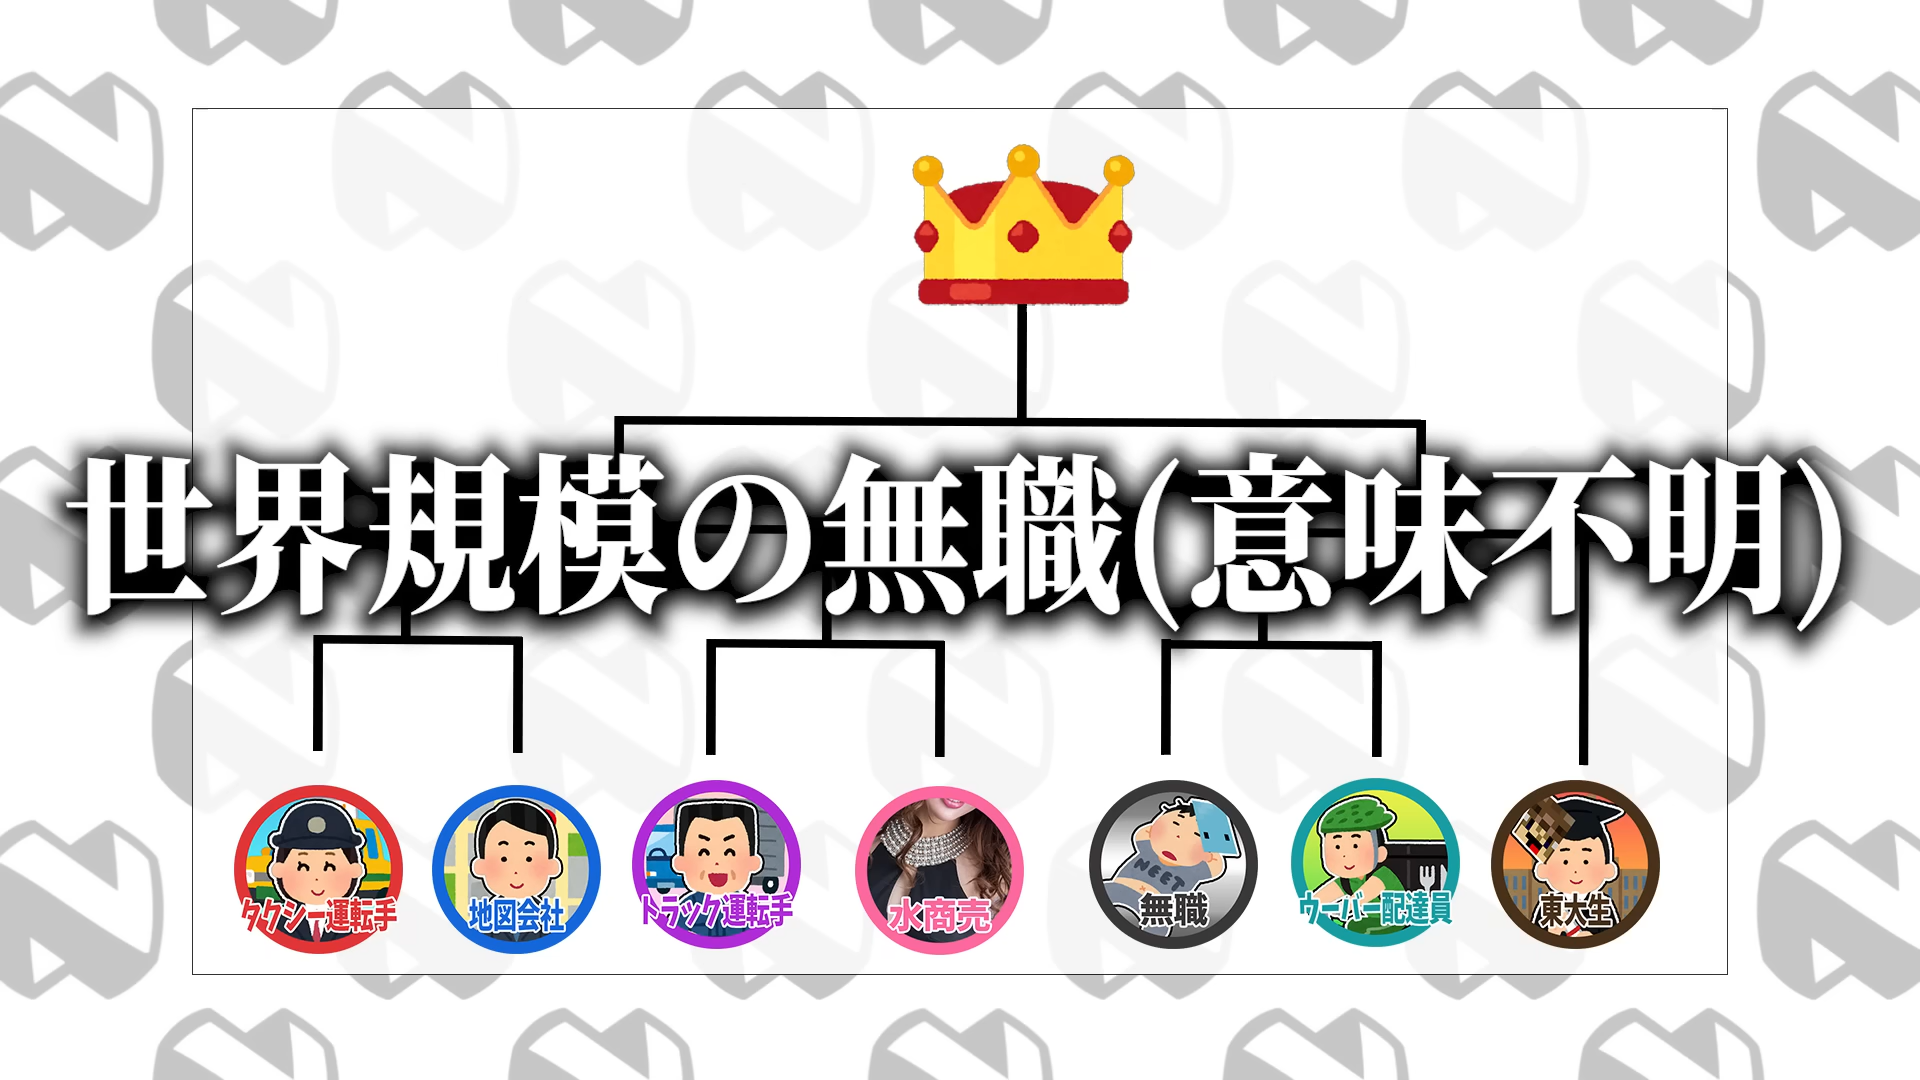 世界規模の無職(意味不明)
タクシー運転手
地図会社
トラック運転手
水商売
NEET
無職
ウーバー配達員
東大生